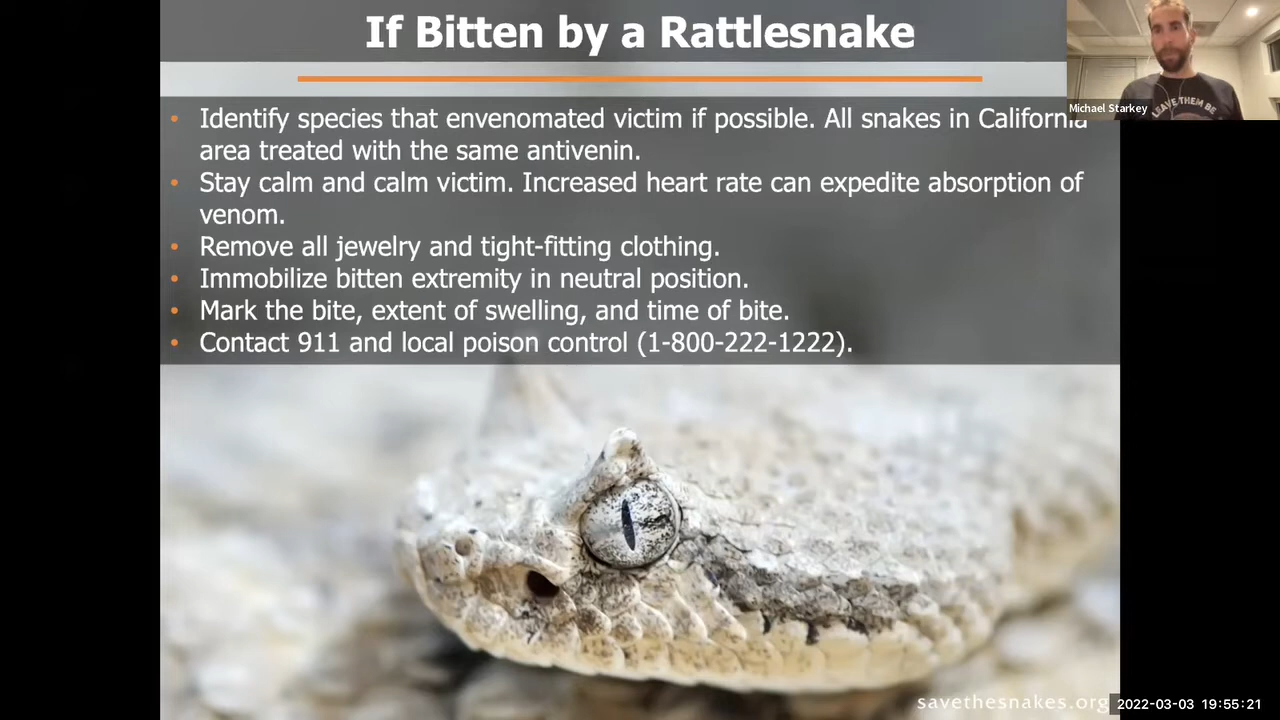 If Bitten by a Rattlesnake
Michael Starkey
LEAVE THEM BE
Identify species that envenomated victim if possible. All snakes in California
area treated with the same antivenin.
Stay calm and calm victim. Increased heart rate can expedite absorption of
venom.
Remove all jewelry and tight-fitting clothing.
Immobilize bitten extremity in neutral position.
Mark the bite, extent of swelling, and time of bite.
Contact 911 and local poison control (1-800-222-1222).
savethesnakes.org
2022-03-03 19:55:21